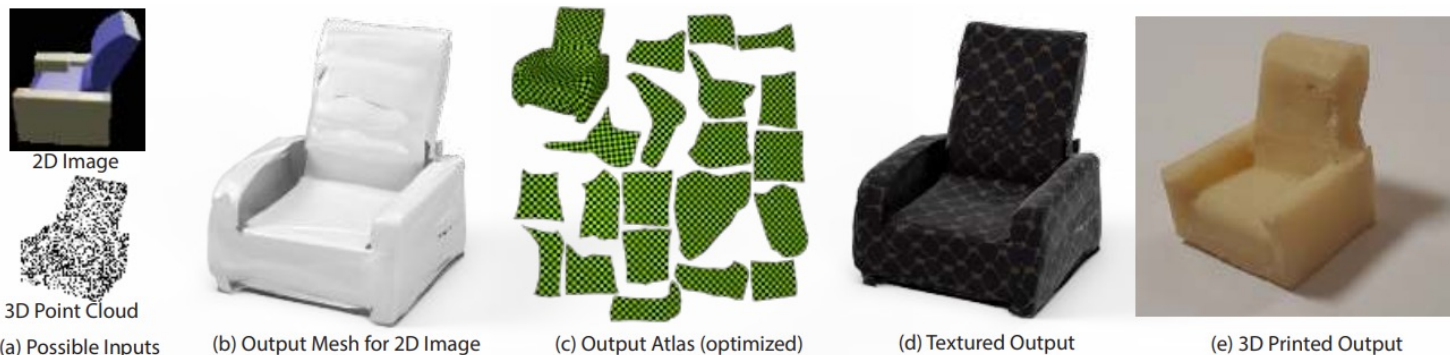 2D Image
3D Point Cloud
(a) Possible Inputs
(b) Output Mesh for 2D Image
(c) Output Atlas (optimized)
(d) Textured Output
(e) 3D Printed Output